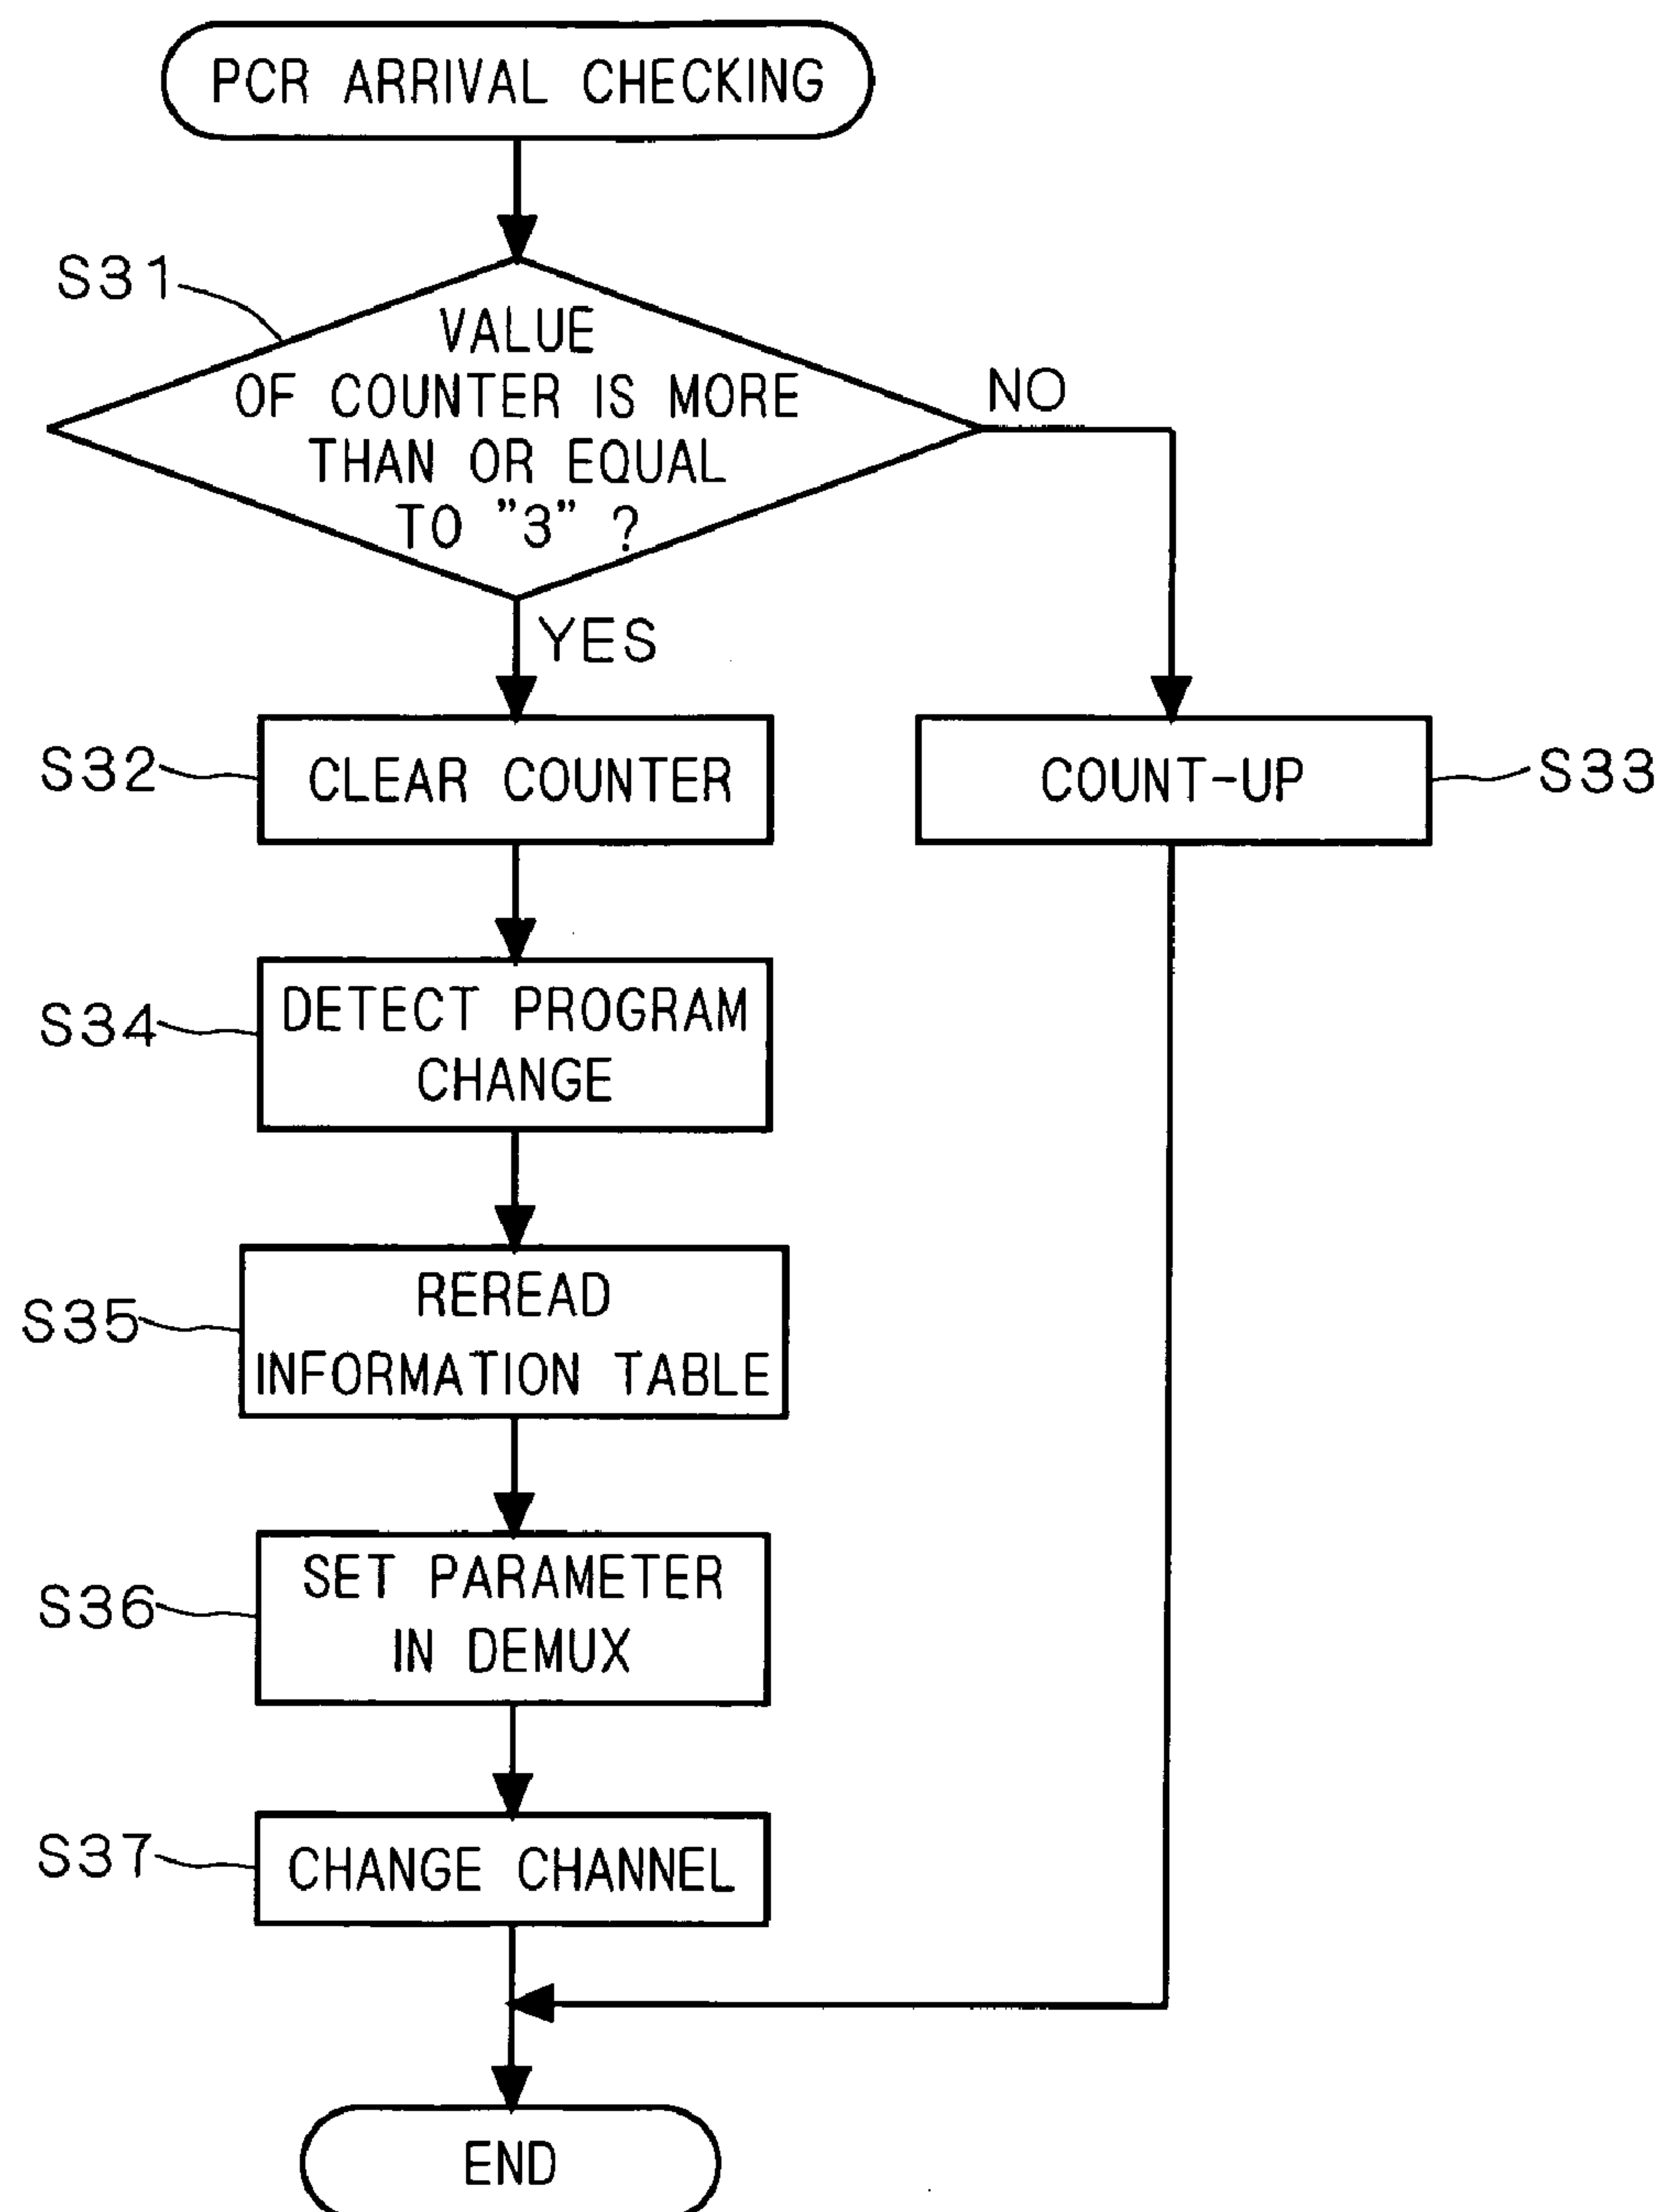 PCR ARRIVAL CHECKING
S31
VALUE
OF COUNTER IS MORE
THAN OR EQUAL
TO "3" ?
NO
YES
S32
CLEAR COUNTER
COUNT-UP
S33
S34
DETECT PROGRAM
CHANGE
S35
REREAD
INFORMATION TABLE
S36
SET PARAMETER
IN DEMUX
S37
CHANGE CHANNEL
END